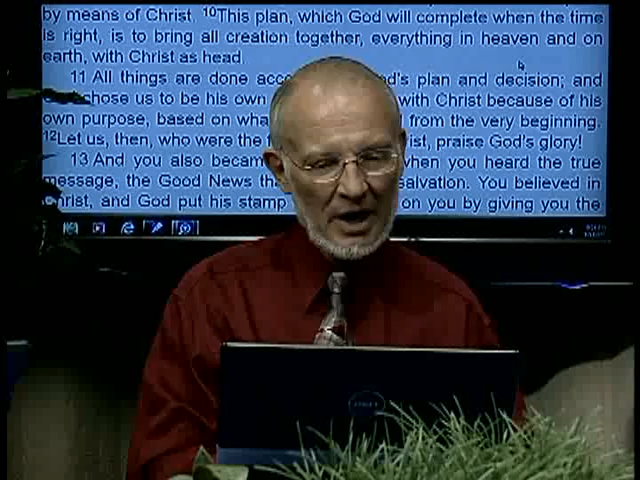 by means of Christ. 10This plan, which God will complete when the time
is right, is to bring all creation together, everything in heaven and on
earth, with Christ as head.
11 All things are done acco d's plan and decision; and
chose us to be his own with Christ because of his
own purpose, based on wha from the very beginning.
12Let us, then, who were the f ist, praise God's glory!
13 And you also becam when you heard the true
message, the Good News tha salvation. You believed in
Christ, and God put his stamp on you by giving you the
DELL